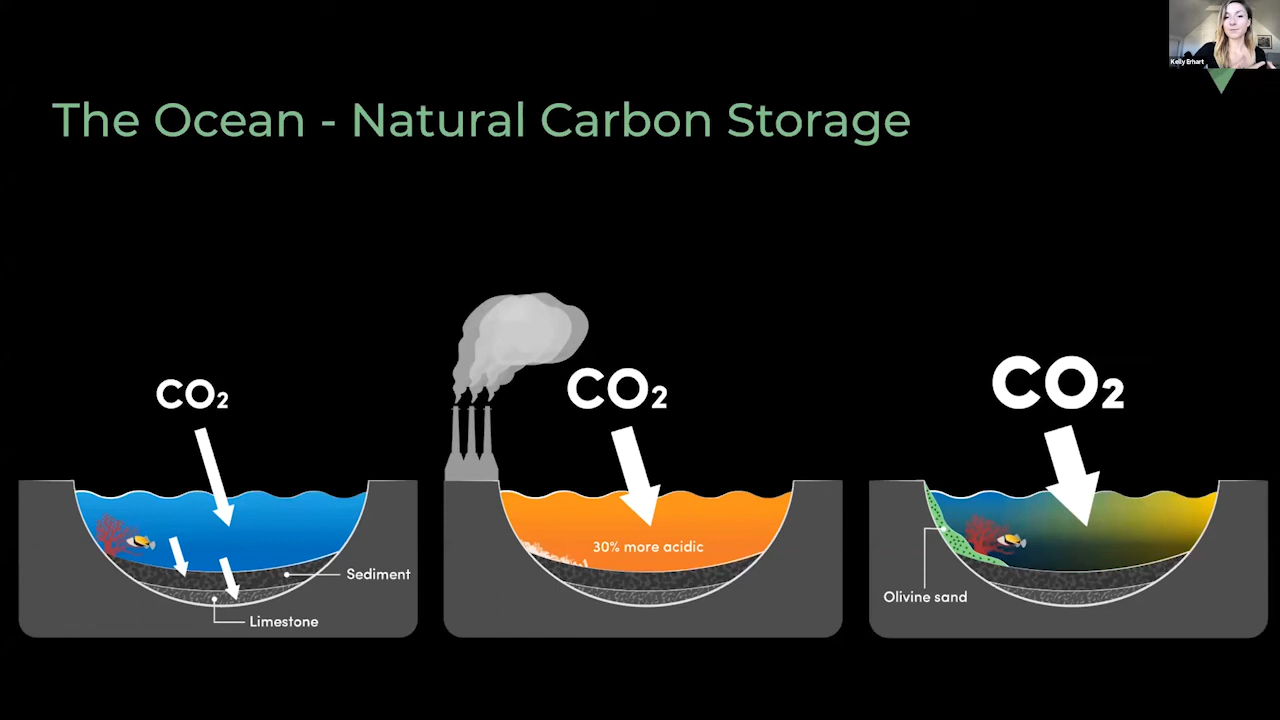 Kelly Erhart
The Ocean - Natural Carbon Storage
CO₂
Sediment
Limestone
CO₂
30% more acidic
CO₂
Olivine sand